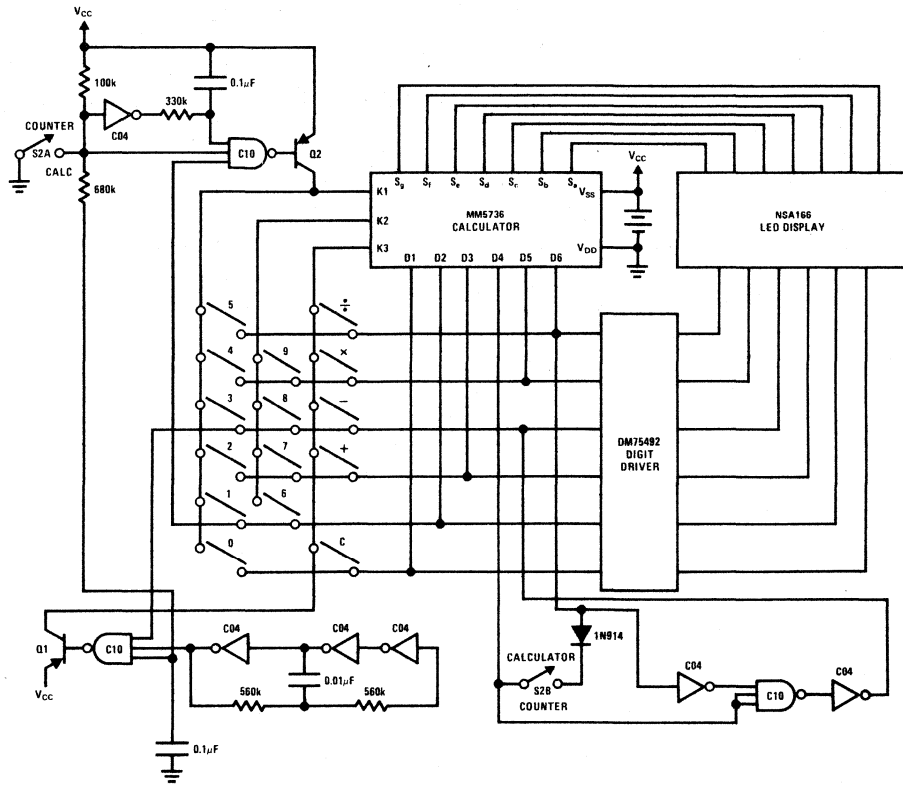 VCC
100k
0.1μF
330k
C04
COUNTER
S2A
CALC
680k
C10
Q2
Sg Sf Se Sd Sc Sb Sa
VCC
K1
K2
K3
MM5736
CALCULATOR
VSS
VDD
D1 D2 D3 D4 D5 D6
NSA166
LED DISPLAY
5 ÷
4 9 ×
3 8 −
2 7 +
1 6
0 C
DM75492
DIGIT
DRIVER
Q1
VCC
C10
C04 C04 C04
0.01μF
560k 560k
0.1μF
1N914
CALCULATOR
S2B
COUNTER
C04
C10
C04